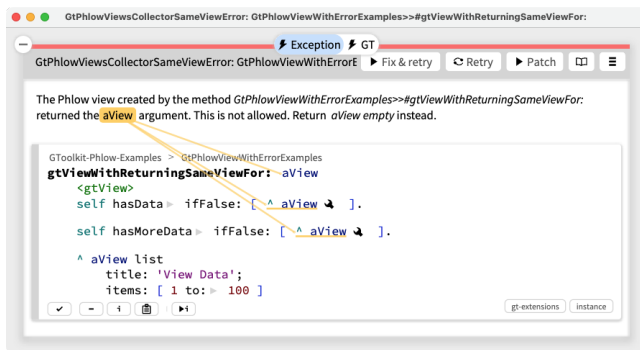 GtPhlowViewsCollectorSameViewError: GtPhlowViewWithErrorExamples>>#gtViewWithReturningSameViewFor:
Exception GT
GtPhlowViewsCollectorSameViewError: GtPhlowViewWithErrorE Fix & retry Retry Patch
The Phlow view created by the method GtPhlowViewWithErrorExamples>>#gtViewWithReturningSameViewFor:
returned the aView argument. This is not allowed. Return aView empty instead.
GToolkit-Phlow-Examples > GtPhlowViewWithErrorExamples
gtViewWithReturningSameViewFor: aView
<gtView>
self hasData ifFalse: [ ^ aView ].
self hasMoreData ifFalse: [ ^ aView ].
^ aView list
title: 'View Data';
items: [ 1 to: 100 ]
i i gt-extensions instance